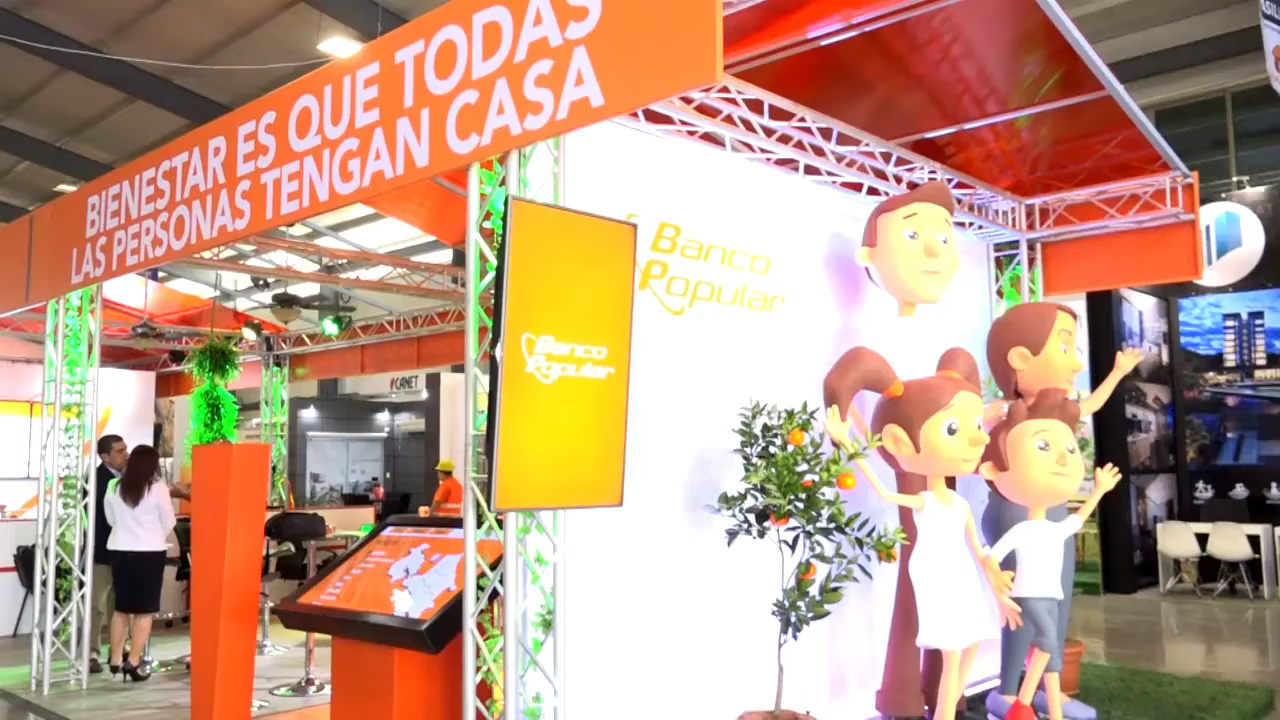 BIENESTAR ES QUE TODAS
LAS PERSONAS TENGAN CASA
Banco
Popular
Banco
Popular
CANET